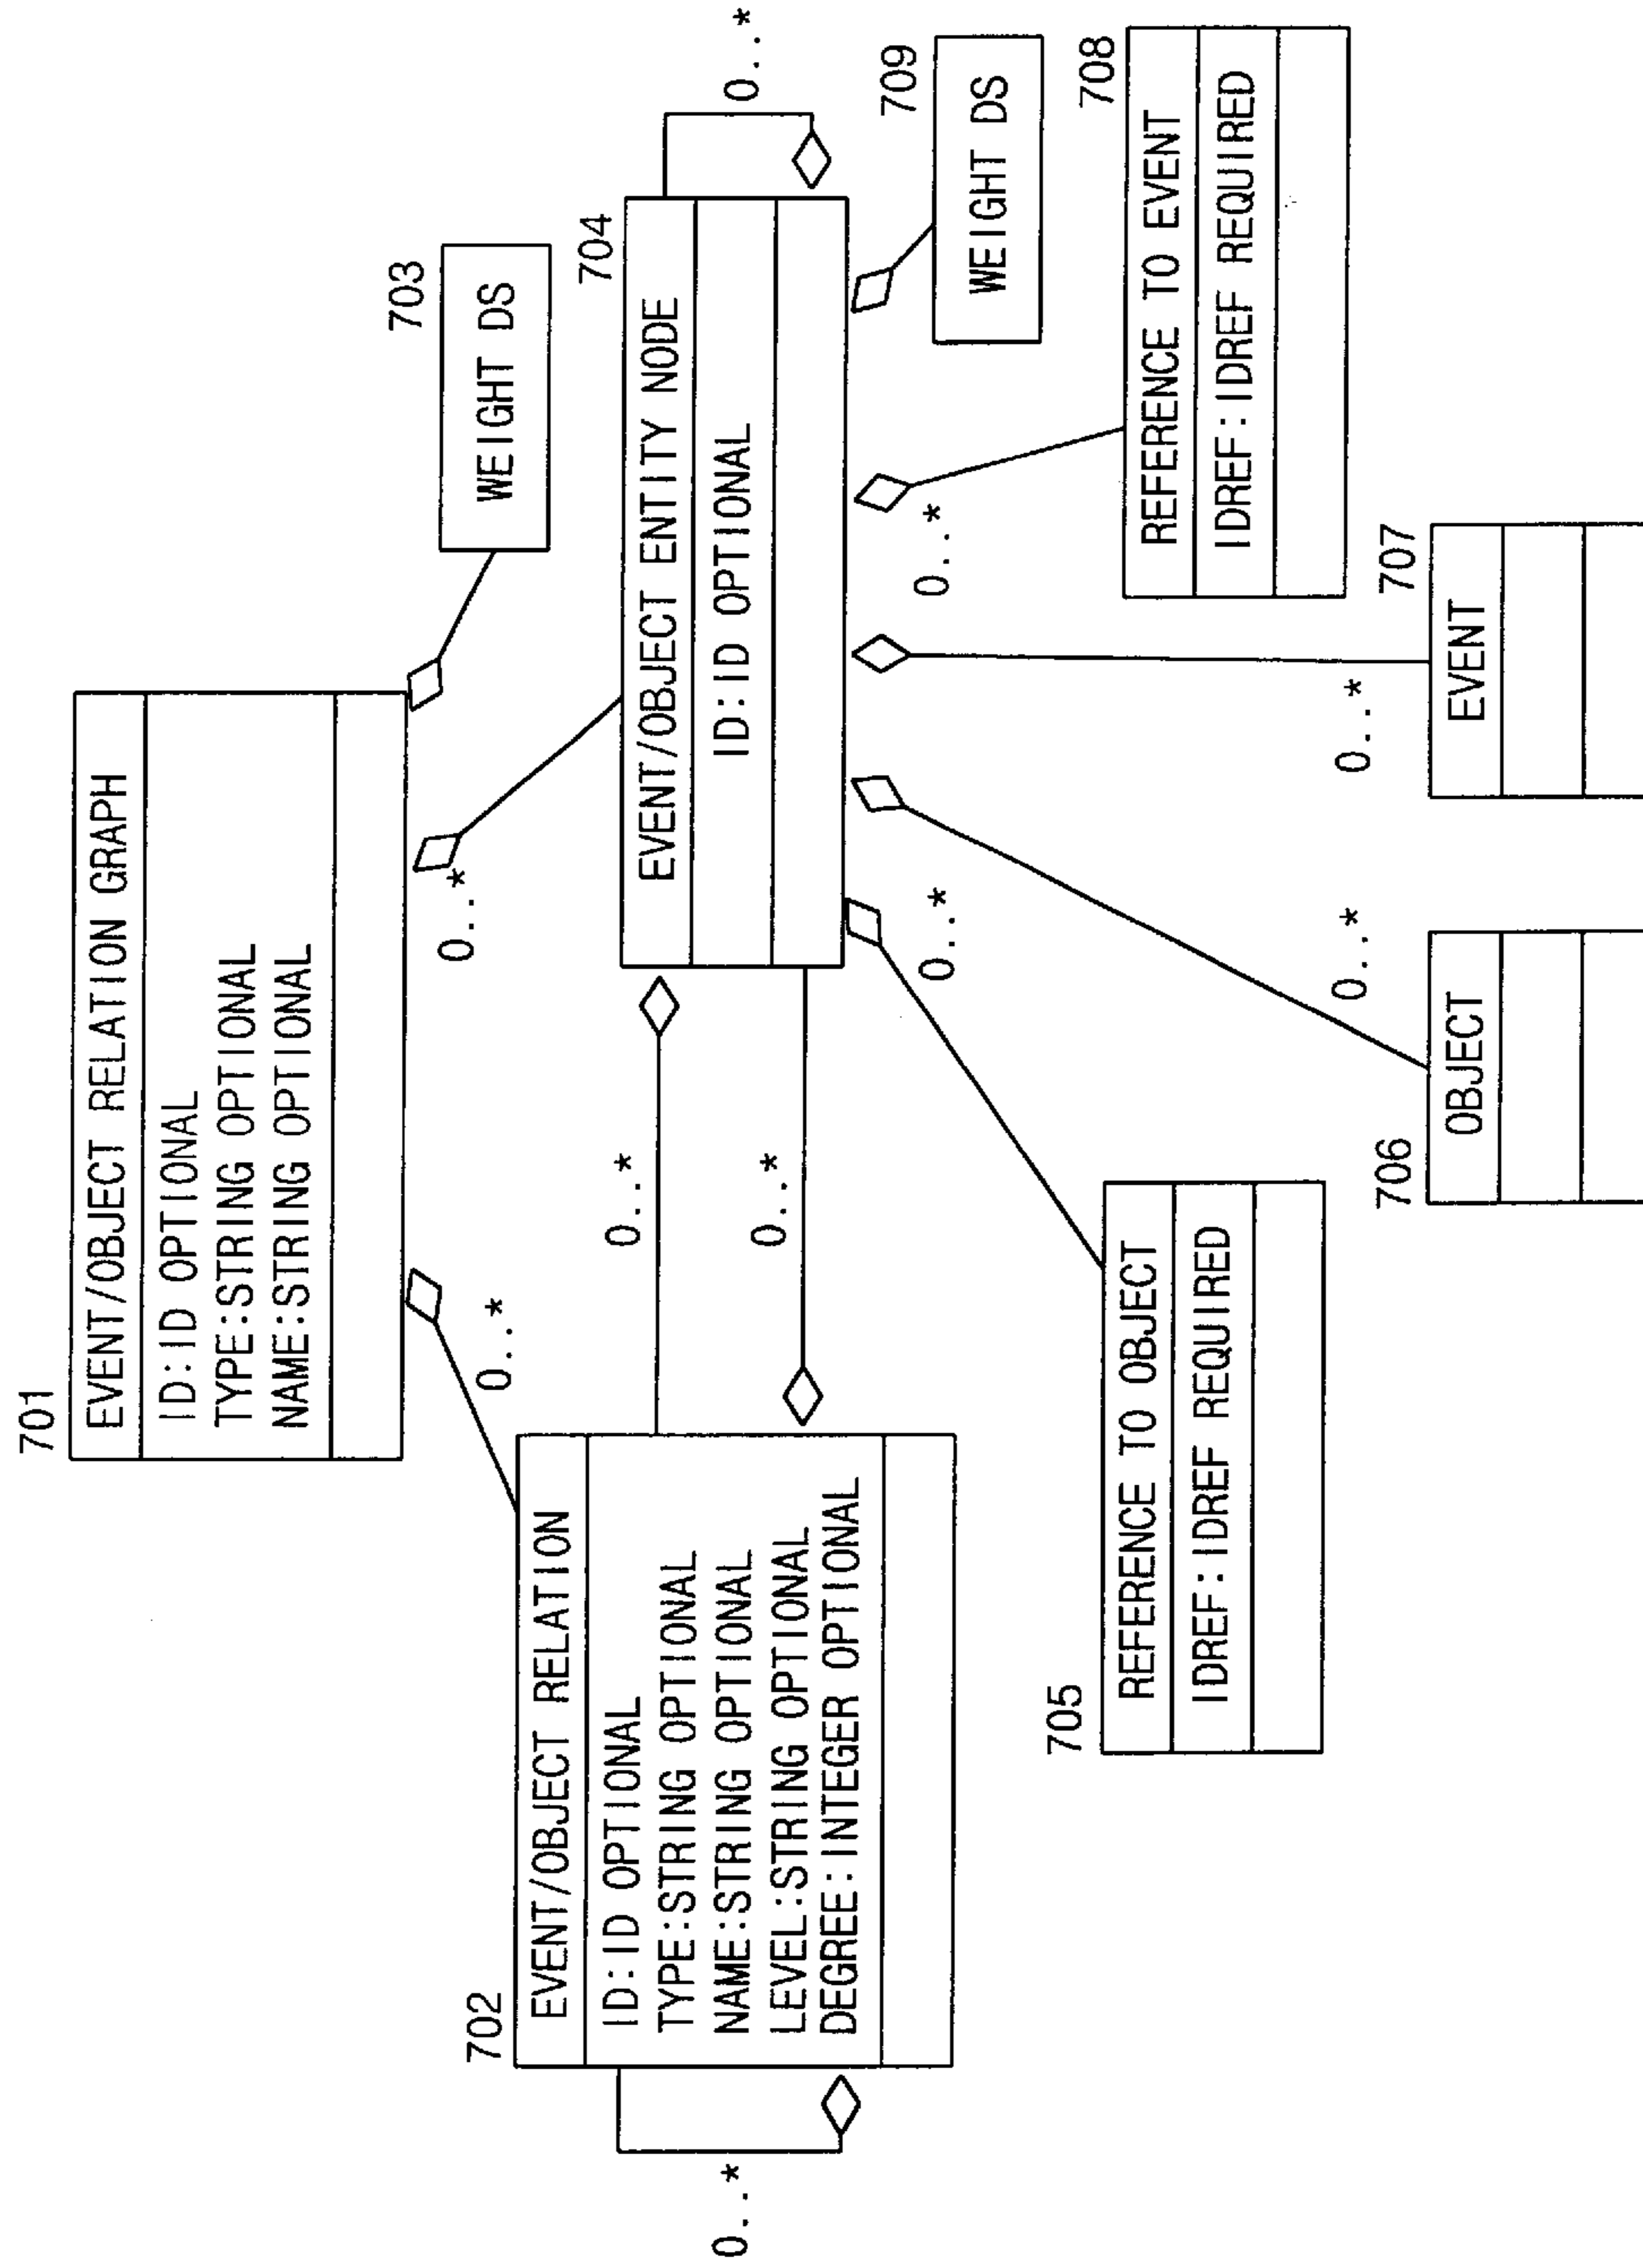 701
EVENT/OBJECT RELATION GRAPH
ID:ID OPTIONAL
TYPE:STRING OPTIONAL
NAME:STRING OPTIONAL
0..*
0..*
703
WEIGHT DS
702
EVENT/OBJECT RELATION
ID:ID OPTIONAL
TYPE:STRING OPTIONAL
NAME:STRING OPTIONAL
LEVEL:STRING OPTIONAL
DEGREE:INTEGER OPTIONAL
0..*
0..*
0..*
704
EVENT/OBJECT ENTITY NODE
ID:ID OPTIONAL
0..*
0..*
0..*
709
WEIGHT DS
705
REFERENCE TO OBJECT
IDREF:IDREF REQUIRED
708
REFERENCE TO EVENT
IDREF:IDREF REQUIRED
0..*
0..*
706
OBJECT
707
EVENT